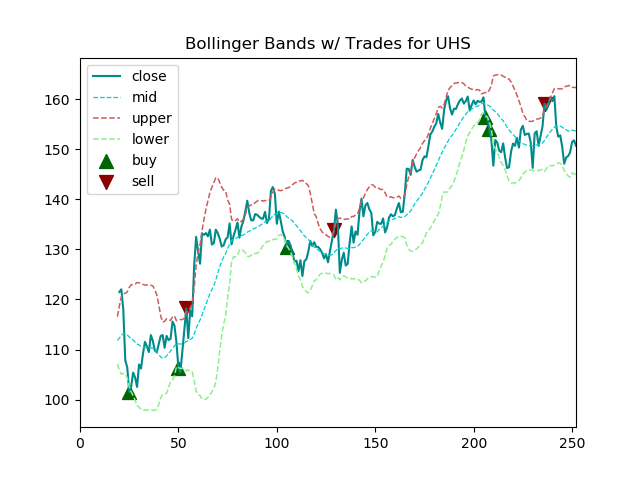 Bollinger Bands w/ Trades for UHS
close
mid
upper
lower
buy
sell
160
150
140
130
120
110
100
0 50 100 150 200 250